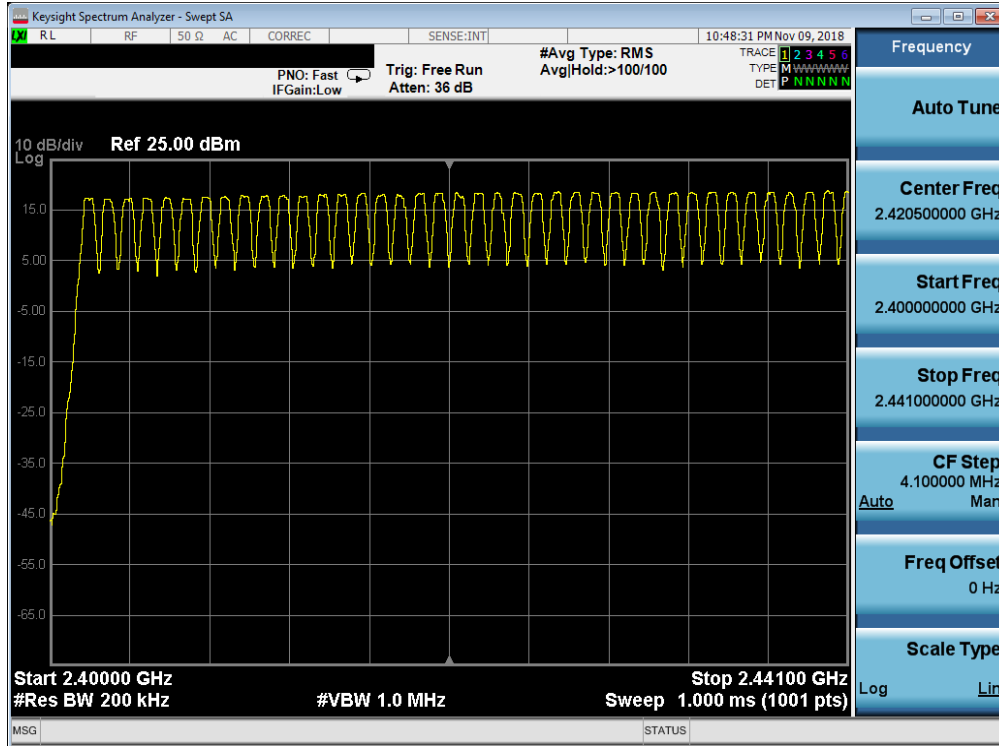 Keysight Spectrum Analyzer - Swept SA
LXI RL RF 50 Ω AC CORREC SENSE:INT 10:48:31 PM Nov 09, 2018
PNO: Fast
IFGain:Low
Trig: Free Run
Atten: 36 dB
#Avg Type: RMS
Avg|Hold:>100/100
TRACE 1 2 3 4 5 6
TYPE M WWWWW
DET P N N N N N
10 dB/div Ref 25.00 dBm
Log
15.0
5.00
-5.00
-15.0
-25.0
-35.0
-45.0
-55.0
-65.0
Start 2.40000 GHz Stop 2.44100 GHz
#Res BW 200 kHz #VBW 1.0 MHz Sweep 1.000 ms (1001 pts)
MSG STATUS
Frequency
Auto Tune
Center Freq
2.420500000 GHz
Start Freq
2.400000000 GHz
Stop Freq
2.441000000 GHz
CF Step
4.100000 MHz
Auto Man
Freq Offset
0 Hz
Scale Type
Log Lin